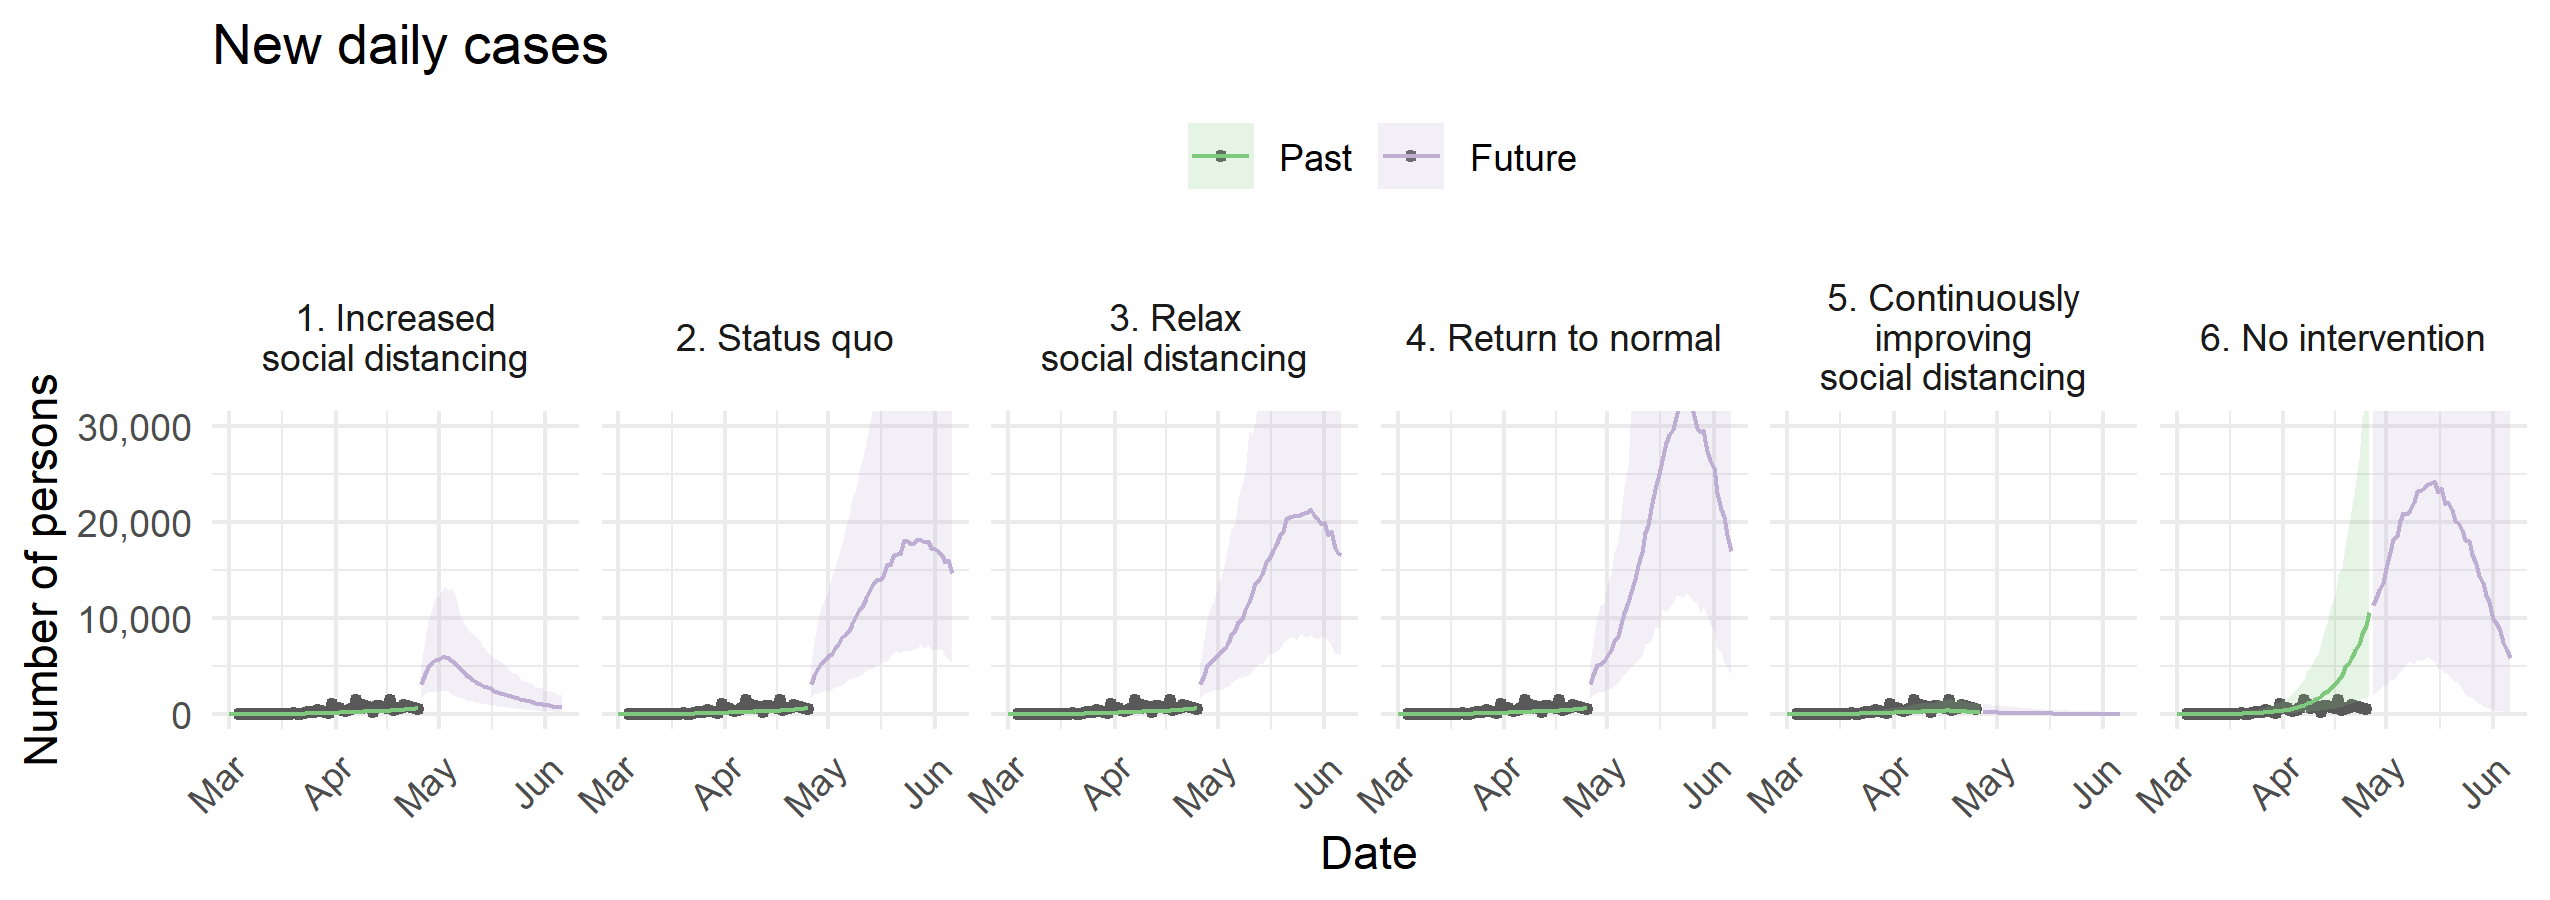 New daily cases
Past
Future
1. Increased
social distancing
2. Status quo
3. Relax
social distancing
4. Return to normal
5. Continuously
improving
social distancing
6. No intervention
Number of persons
30,000
20,000
10,000
0
Mar Apr May Jun Mar Apr May Jun Mar Apr May Jun Mar Apr May Jun Mar Apr May Jun Mar Apr May Jun
Date